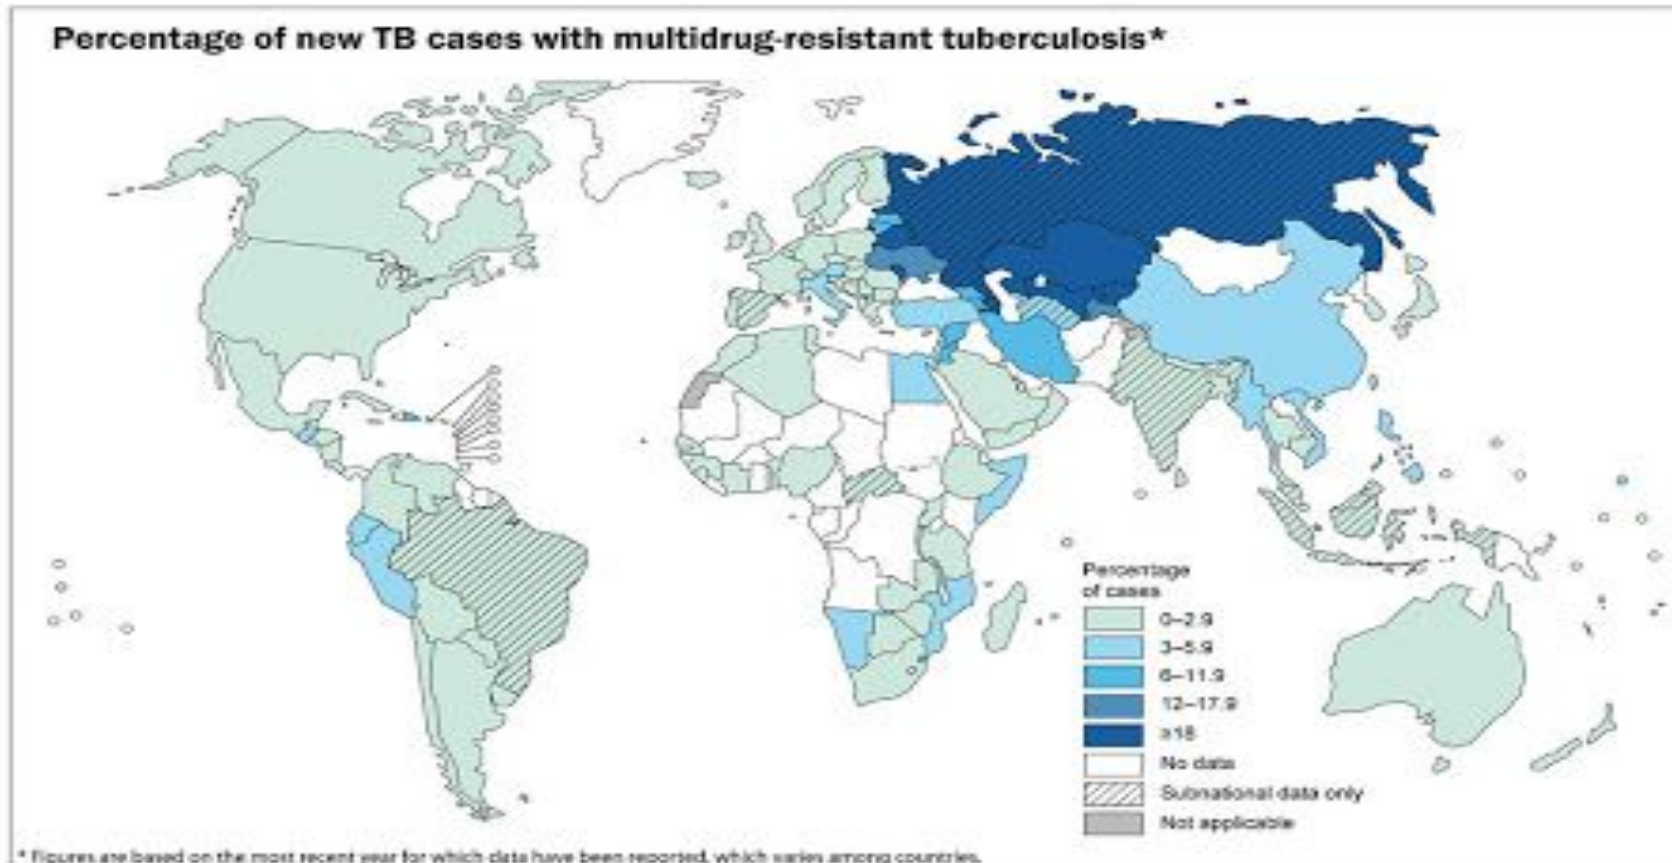 Percentage of new TB cases with multidrug-resistant tuberculosis*
Percentage
of cases
0–2.9
3–5.9
6–11.9
12–17.9
≥18
No data
Subnational data only
Not applicable
* Figures are based on the most recent year for which data have been reported, which varies among countries.